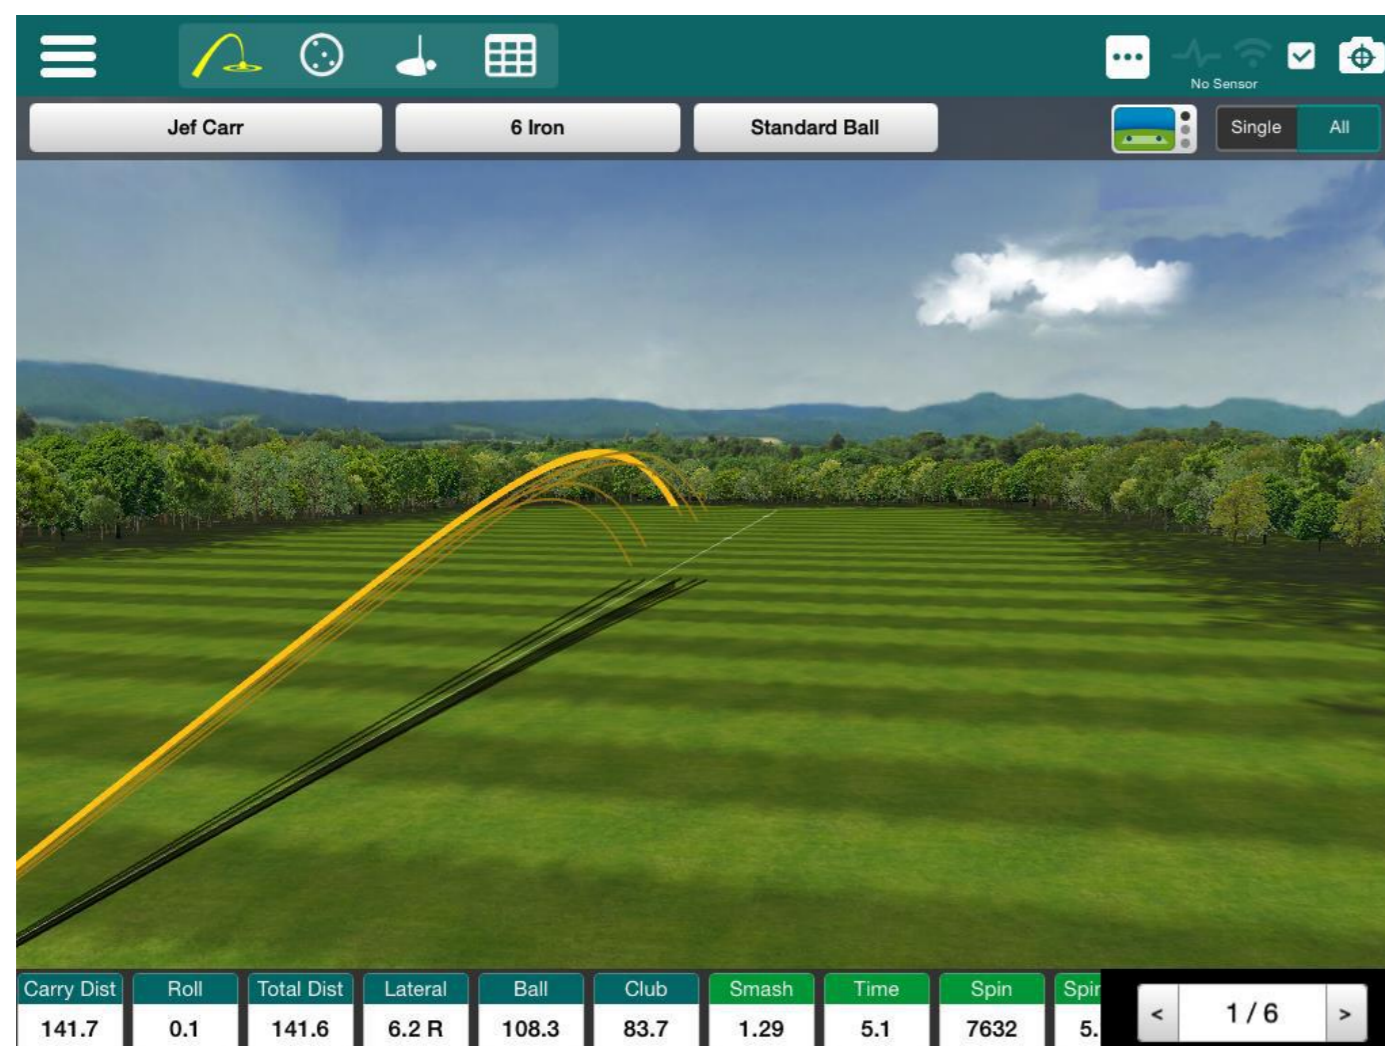 No Sensor
Jef Carr 6 Iron Standard Ball Single All
Carry Dist Roll Total Dist Lateral Ball Club Smash Time Spin
141.7 0.1 141.6 6.2 R 108.3 83.7 1.29 5.1 7632 5. < 1 / 6 >